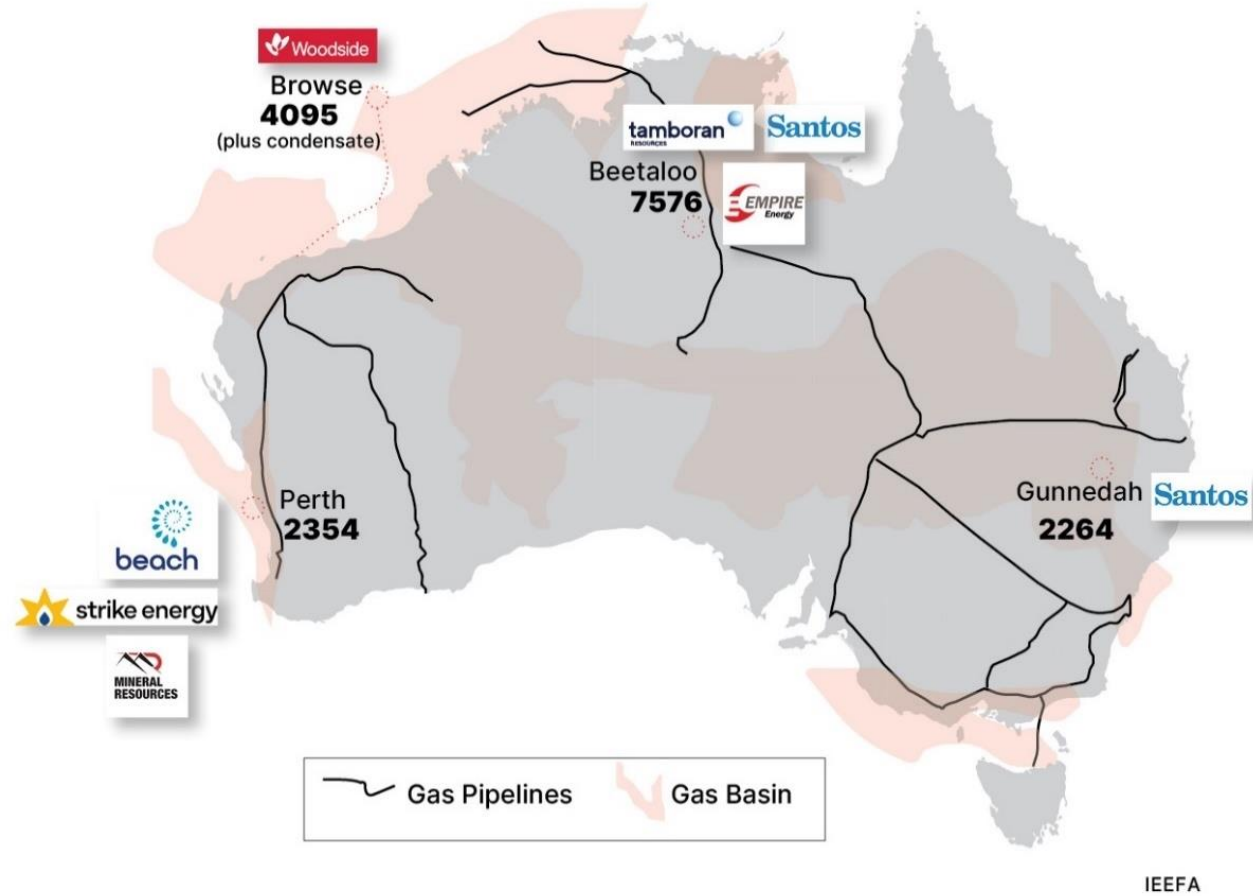 Woodside
Browse
4095
(plus condensate)
tamboran
RESOURCES
Santos
Beetaloo
7576
EMPIRE
Energy
Perth
2354
beach
strike energy
MINERAL
RESOURCES
Gunnedah
2264
Santos
Gas Pipelines
Gas Basin
IEEFA